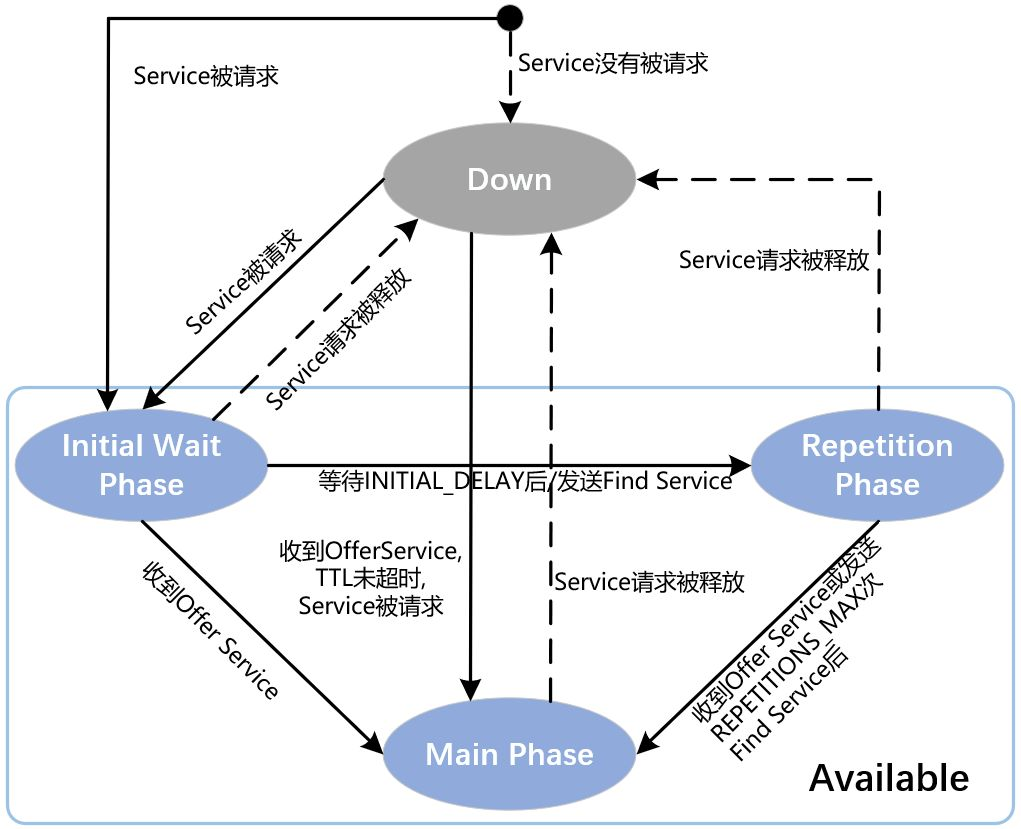 Service被请求
Service没有被请求
Down
Service被请求
Service请求被释放
Service请求被释放
Initial Wait
Phase
Repetition
Phase
等待INITIAL_DELAY后/发送Find Service
收到OfferService,
TTL未超时,
Service被请求
Service请求被释放
收到Offer Service
收到Offer Service或发送
REPETITIONS_MAX次
Find Service后
Main Phase
Available